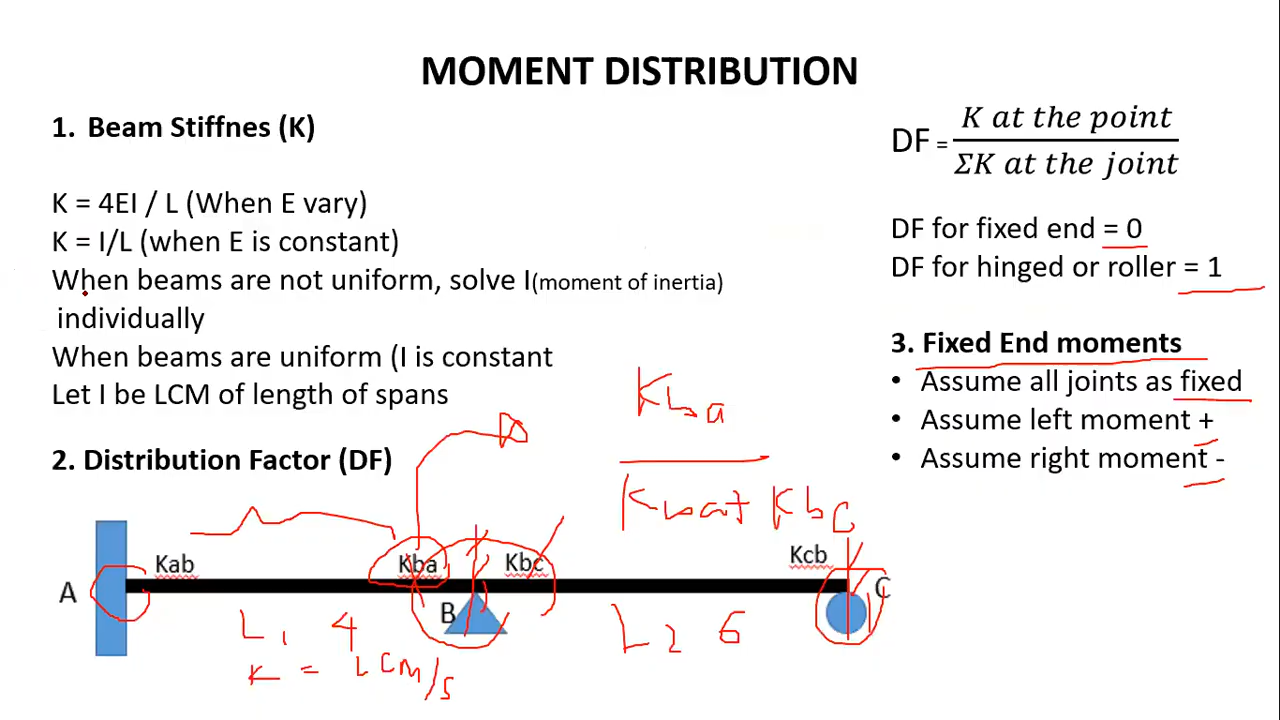 MOMENT DISTRIBUTION
1. Beam Stiffnes (K)
K = 4EI / L (When E vary)
K = I/L (when E is constant)
When beams are not uniform, solve I(moment of inertia)
individually
When beams are uniform (I is constant
Let I be LCM of length of spans
2. Distribution Factor (DF)
DF = K at the point
ΣK at the joint
DF for fixed end = 0
DF for hinged or roller = 1
3. Fixed End moments
• Assume all joints as fixed
• Assume left moment +
• Assume right moment -
Kba
Kba+ Kbc
Kab
Kba
Kbc
Kcb
A
B
C
L1 4
L2 6
K = LCM/